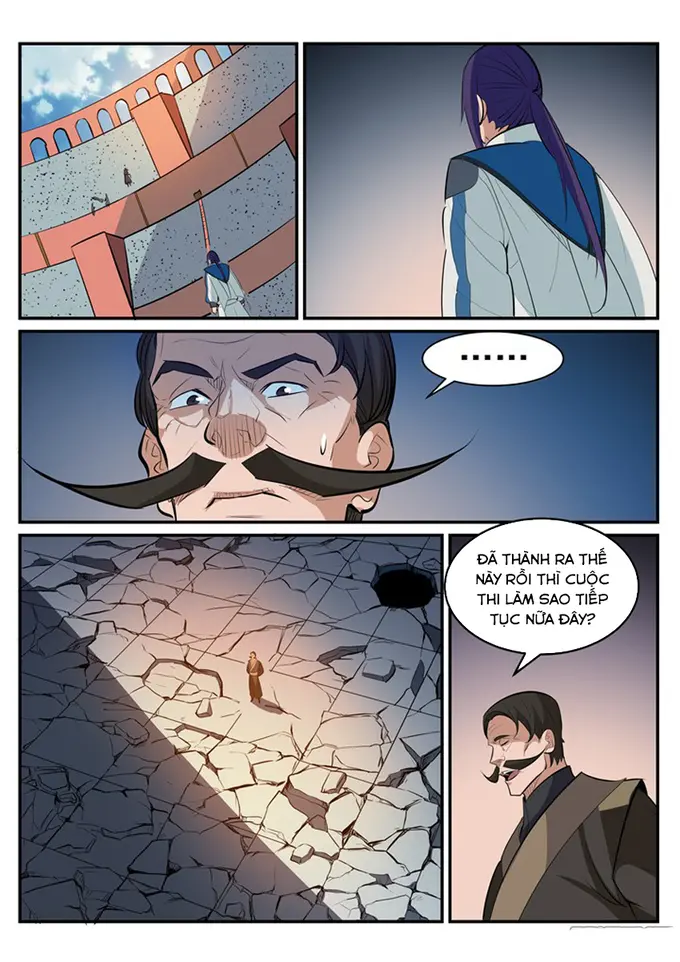 ......
ĐÃ THÀNH RA THẾ
NÀY RỒI THÌ CUỘC
THI LÀM SAO TIẾP
TỤC NỮA ĐÂY?